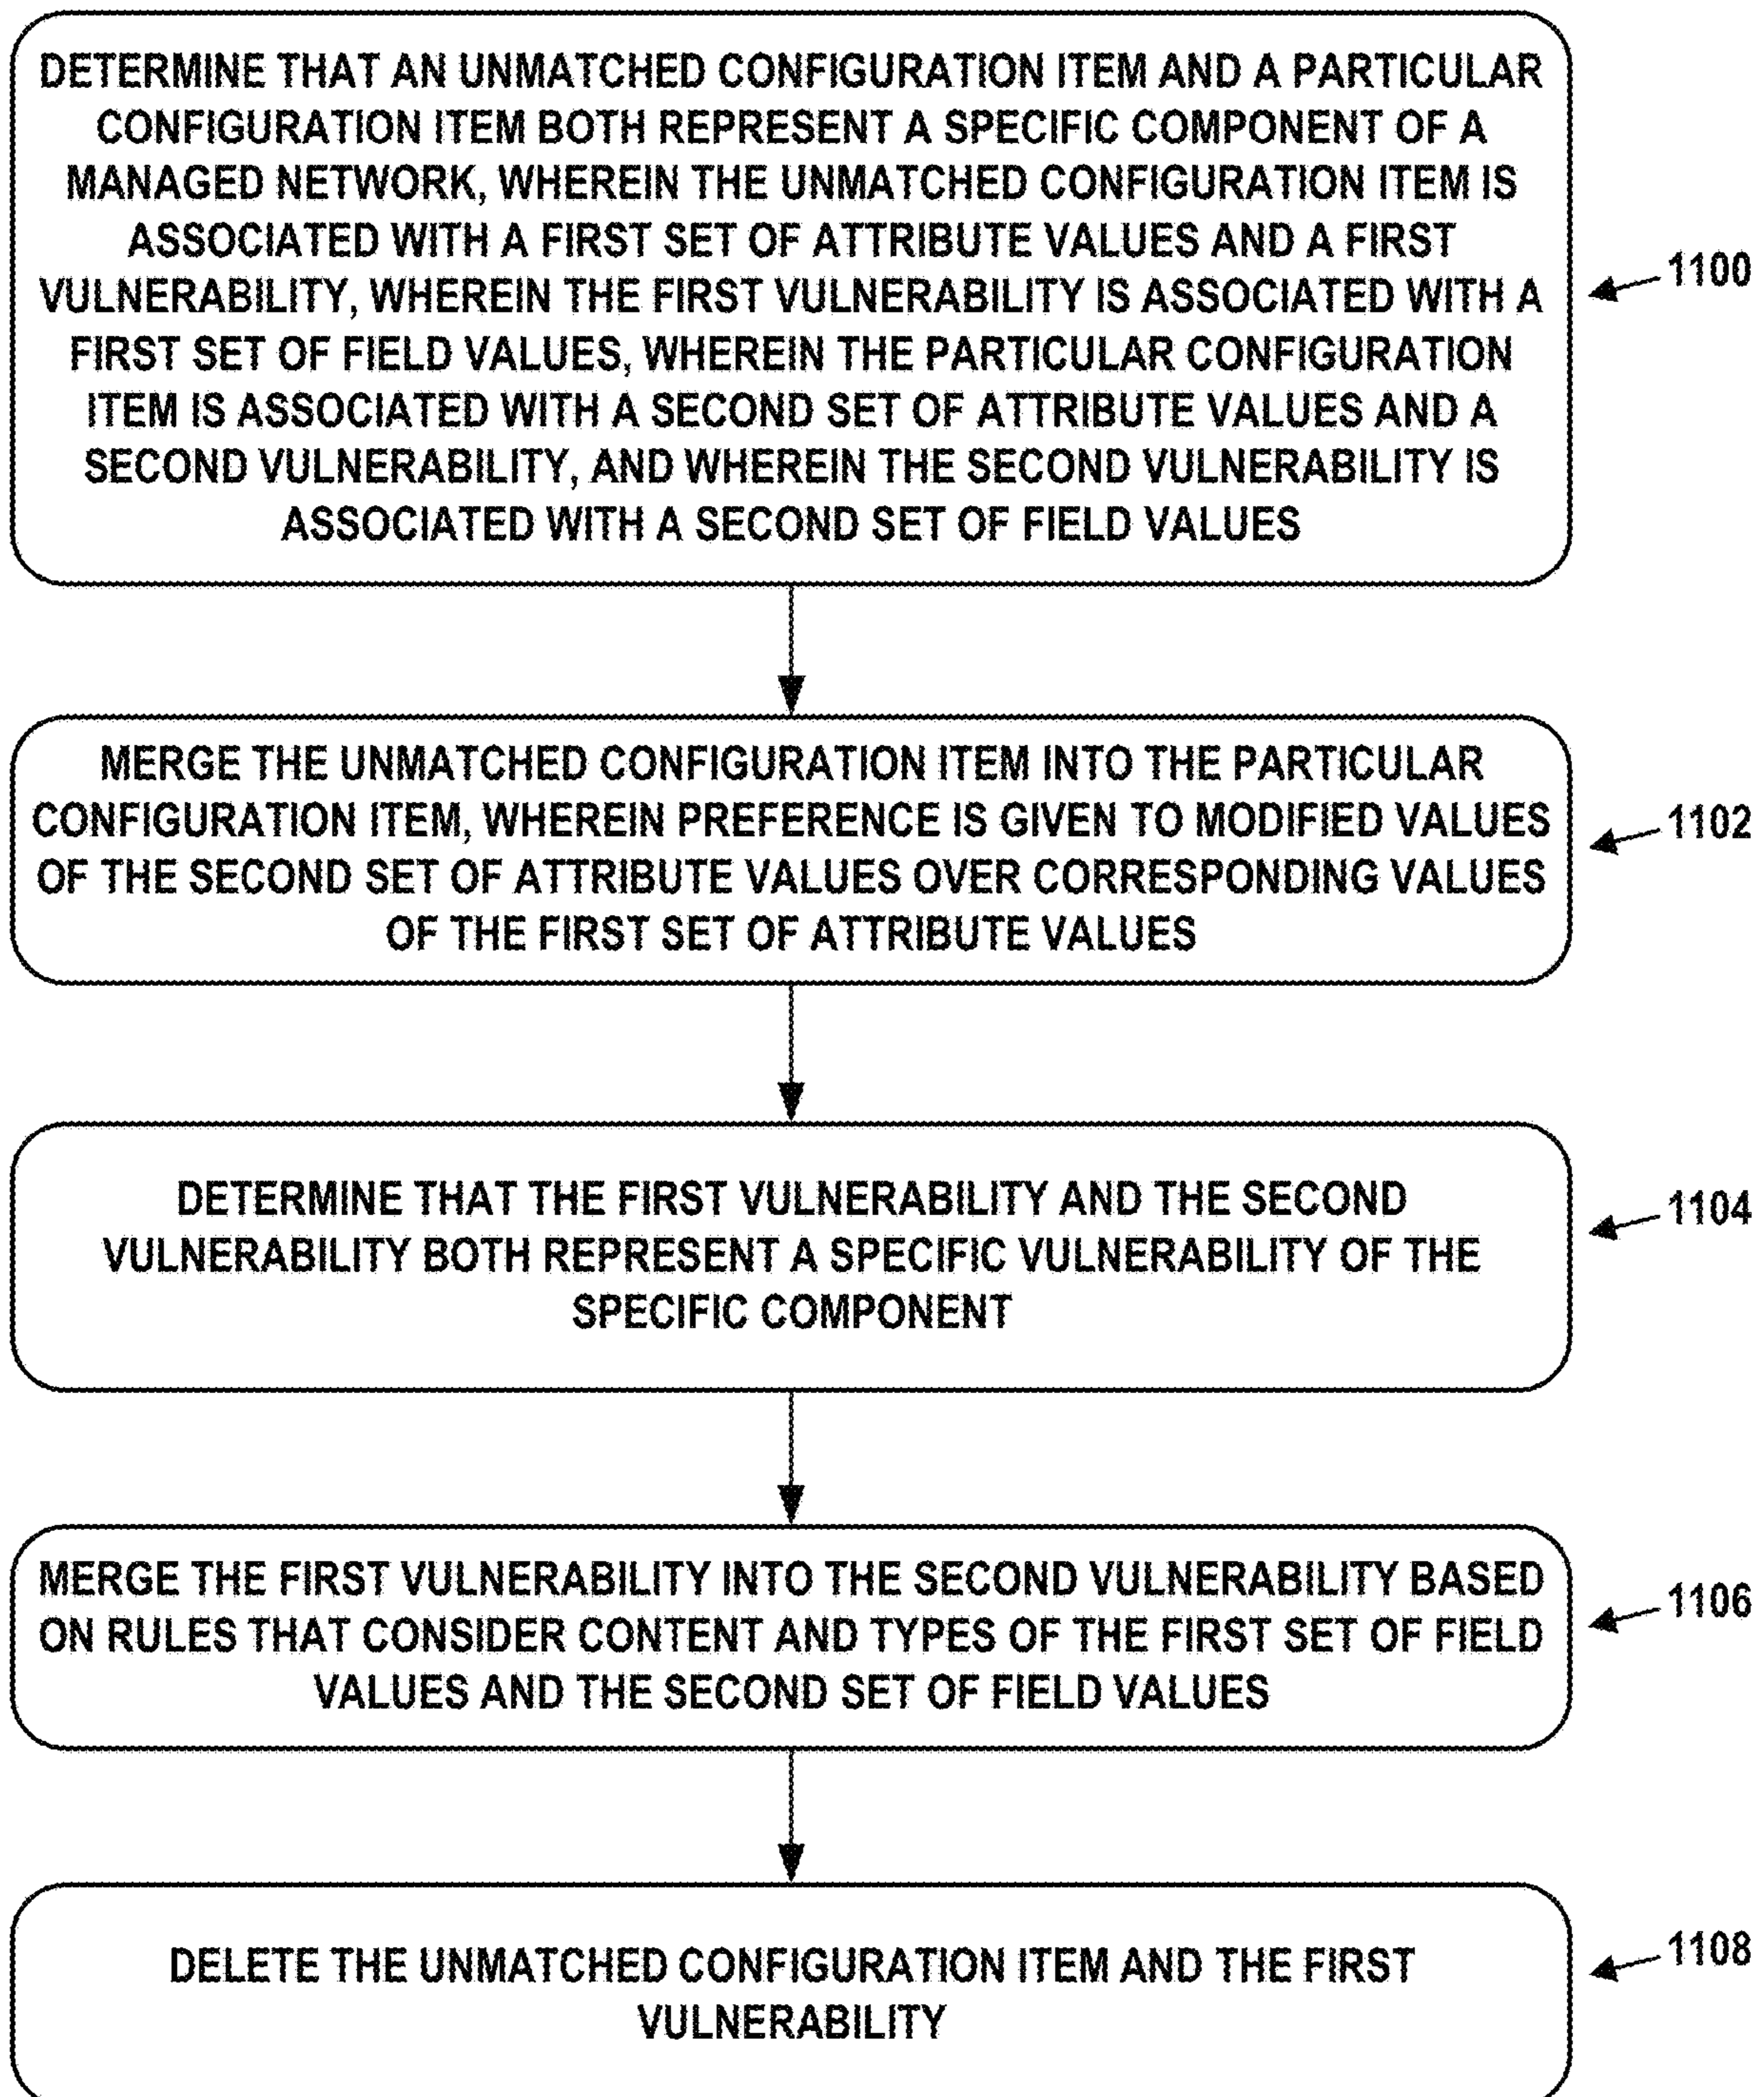 DETERMINE THAT AN UNMATCHED CONFIGURATION ITEM AND A PARTICULAR
CONFIGURATION ITEM BOTH REPRESENT A SPECIFIC COMPONENT OF A
MANAGED NETWORK, WHEREIN THE UNMATCHED CONFIGURATION ITEM IS
ASSOCIATED WITH A FIRST SET OF ATTRIBUTE VALUES AND A FIRST
VULNERABILITY, WHEREIN THE FIRST VULNERABILITY IS ASSOCIATED WITH A
FIRST SET OF FIELD VALUES, WHEREIN THE PARTICULAR CONFIGURATION
ITEM IS ASSOCIATED WITH A SECOND SET OF ATTRIBUTE VALUES AND A
SECOND VULNERABILITY, AND WHEREIN THE SECOND VULNERABILITY IS
ASSOCIATED WITH A SECOND SET OF FIELD VALUES
1100
MERGE THE UNMATCHED CONFIGURATION ITEM INTO THE PARTICULAR
CONFIGURATION ITEM, WHEREIN PREFERENCE IS GIVEN TO MODIFIED VALUES
OF THE SECOND SET OF ATTRIBUTE VALUES OVER CORRESPONDING VALUES
OF THE FIRST SET OF ATTRIBUTE VALUES
1102
DETERMINE THAT THE FIRST VULNERABILITY AND THE SECOND
VULNERABILITY BOTH REPRESENT A SPECIFIC VULNERABILITY OF THE
SPECIFIC COMPONENT
1104
MERGE THE FIRST VULNERABILITY INTO THE SECOND VULNERABILITY BASED
ON RULES THAT CONSIDER CONTENT AND TYPES OF THE FIRST SET OF FIELD
VALUES AND THE SECOND SET OF FIELD VALUES
1106
DELETE THE UNMATCHED CONFIGURATION ITEM AND THE FIRST
VULNERABILITY
1108